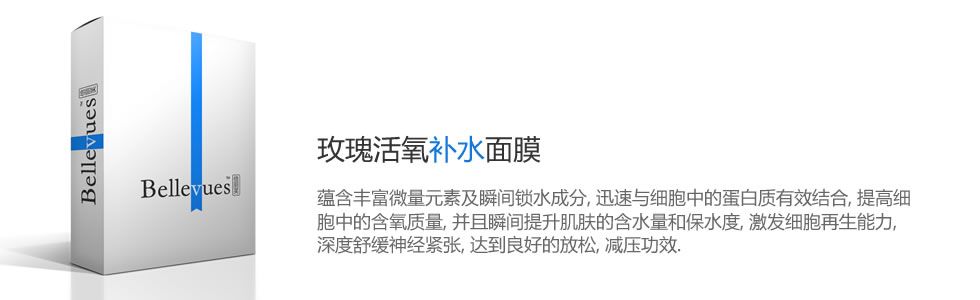 Bellevues™
Bellevues™
玫瑰活氧补水面膜
蕴含丰富微量元素及瞬间锁水成分, 迅速与细胞中的蛋白质有效结合, 提高细
胞中的含氧质量, 并且瞬间提升肌肤的含水量和保水度, 激发细胞再生能力,
深度舒缓神经紧张, 达到良好的放松, 减压功效.